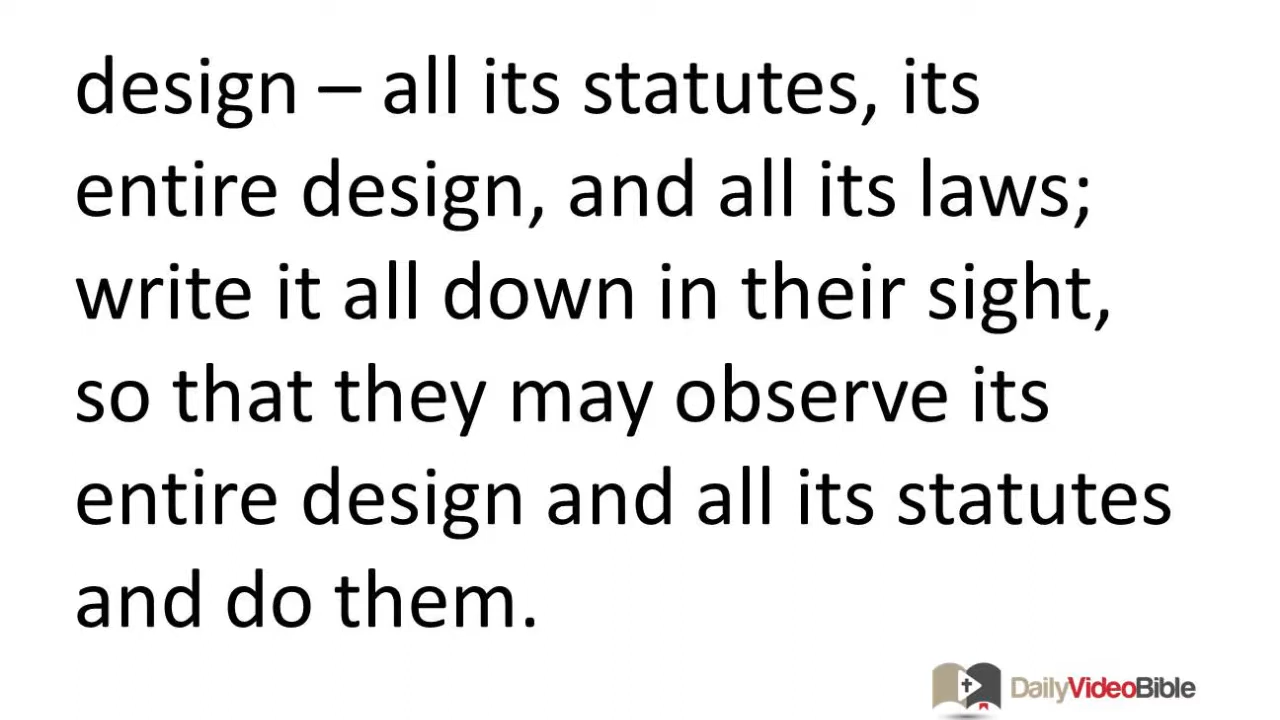 design – all its statutes, its
entire design, and all its laws;
write it all down in their sight,
so that they may observe its
entire design and all its statutes
and do them.
DailyVideoBible